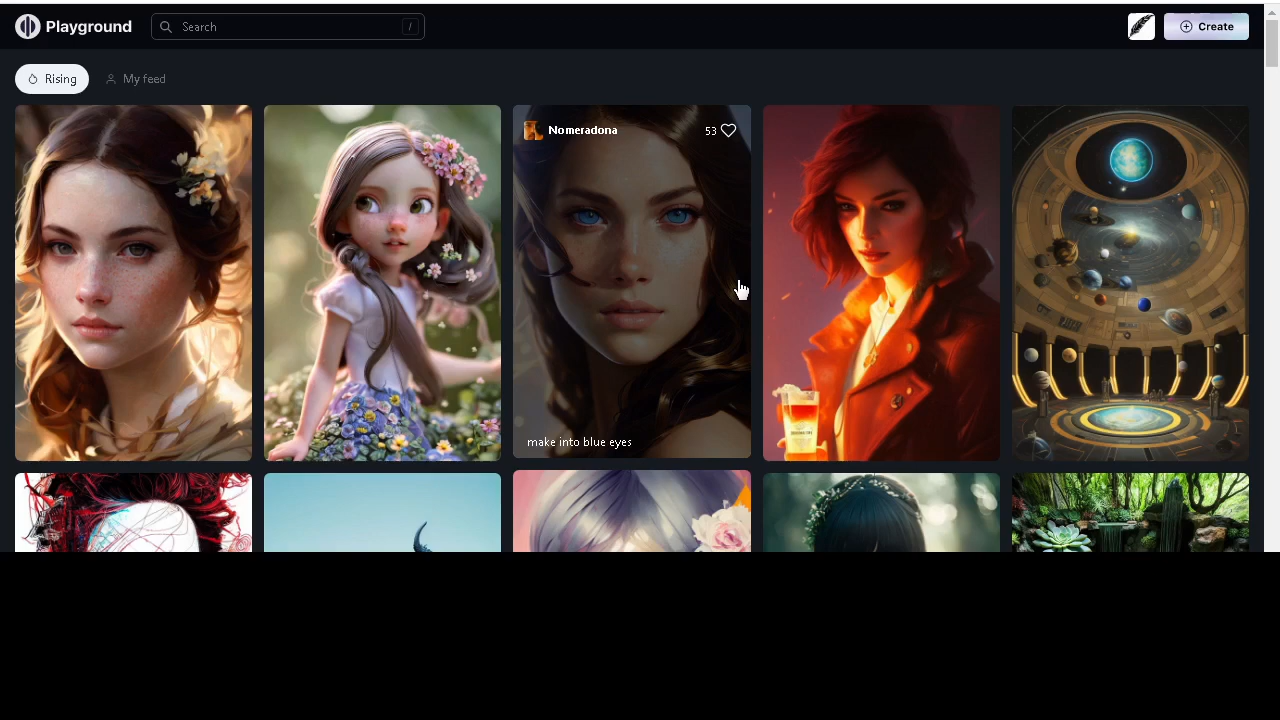 Playground
Search
/
Create
Rising
My feed
Nomeradona
53
make into blue eyes